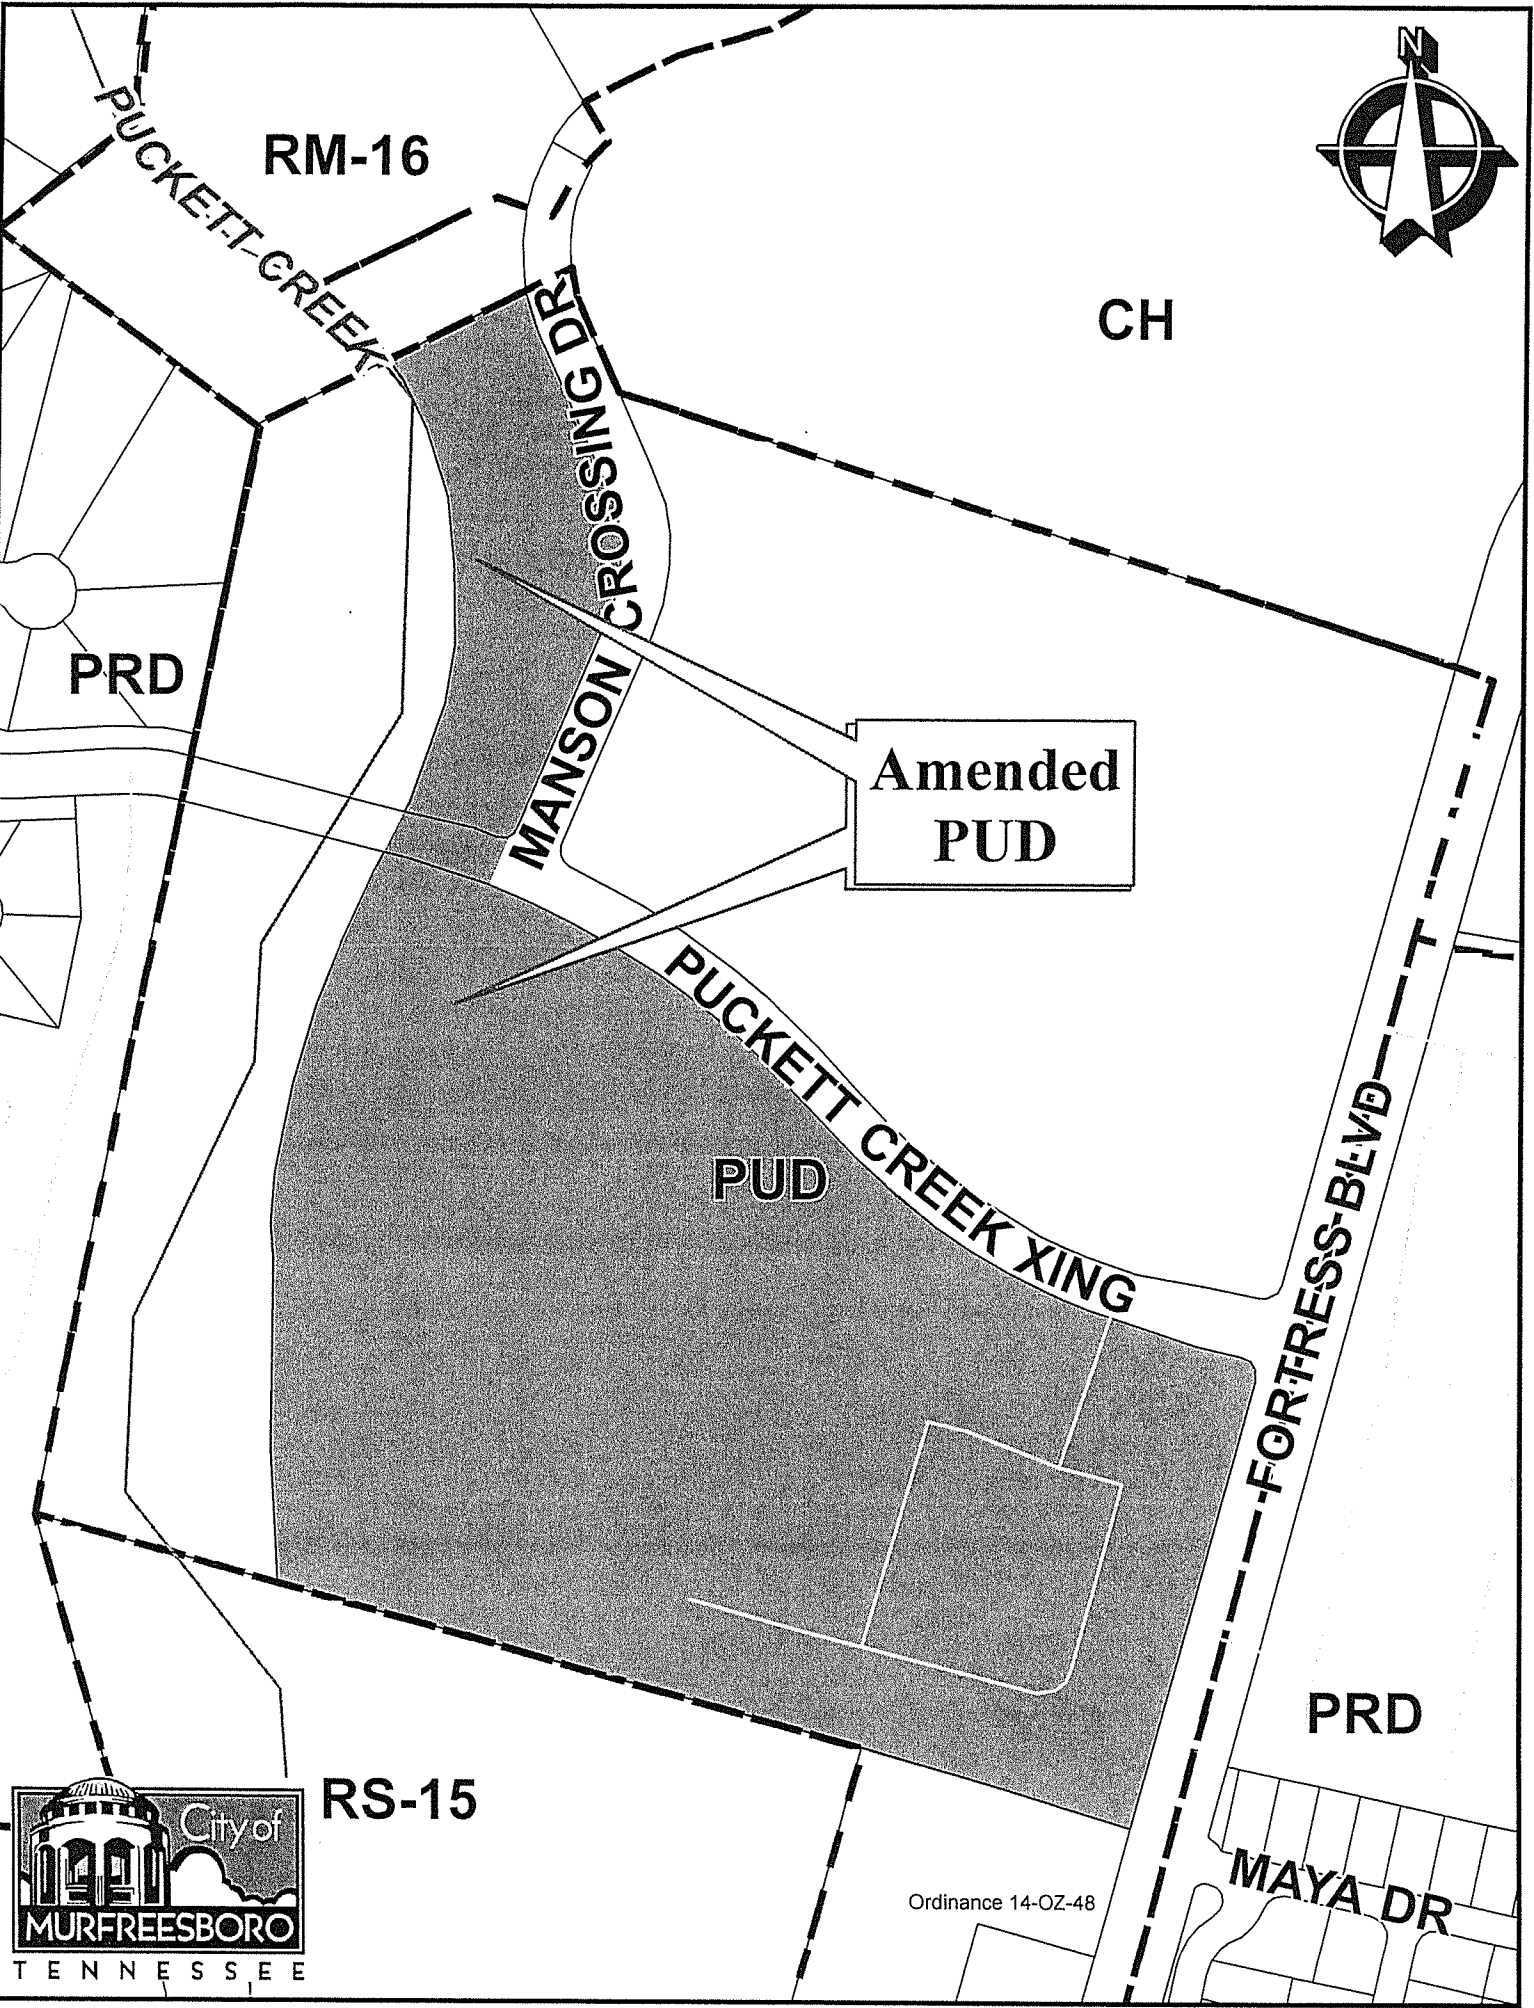 N
PUCKETT CREEK
RM-16
CH
MANSON CROSSING DR
PRD
Amended
PUD
PUCKETT CREEK XING
PUD
FORTRESS BLVD
PRD
RS-15
City of
MURFREESBORO
TENNESSEE
Ordinance 14-OZ-48
MAYA DR